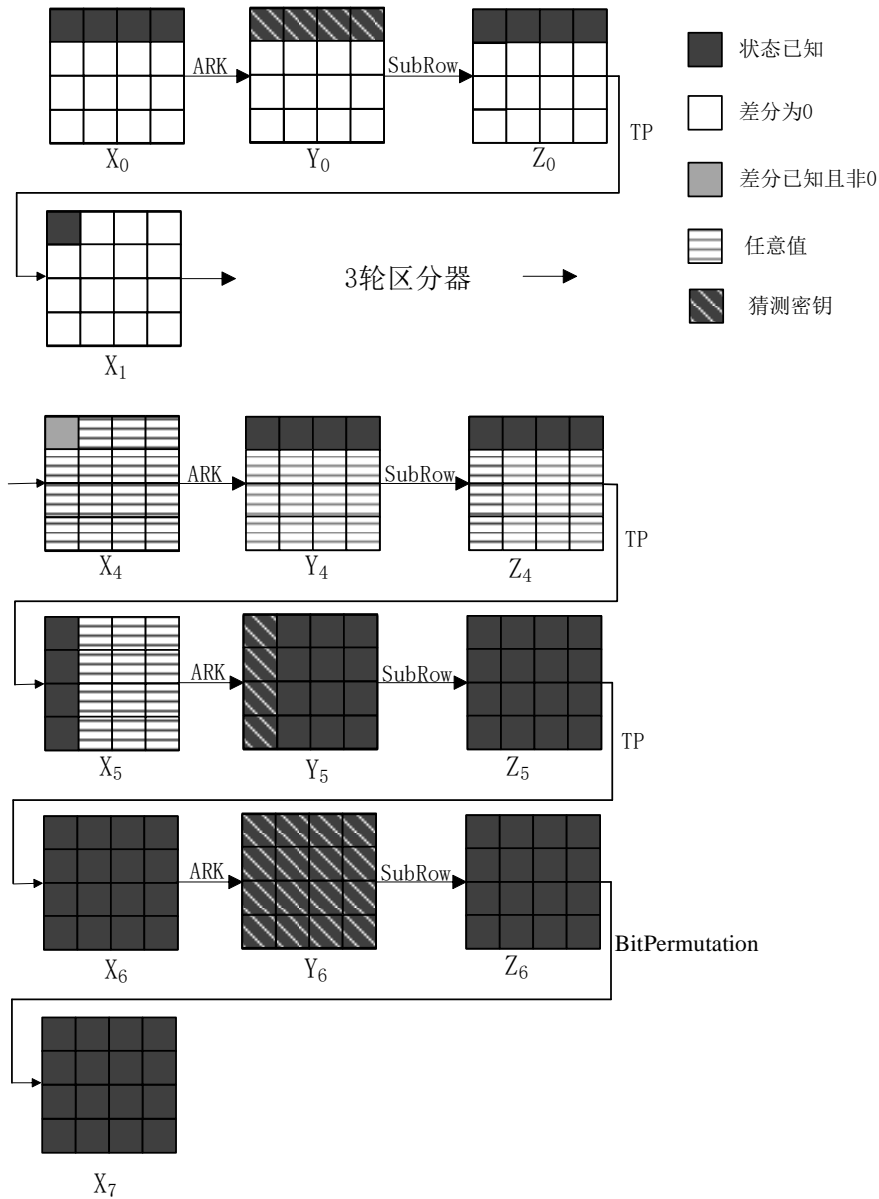 状态已知
ARK
SubRow
X₀
Y₀
Z₀
差分为0
TP
差分已知且非0
任意值
3轮区分器
猜测密钥
X₁
ARK
SubRow
X₄
Y₄
Z₄
TP
ARK
SubRow
X₅
Y₅
Z₅
TP
ARK
SubRow
X₆
Y₆
Z₆
BitPermutation
X₇